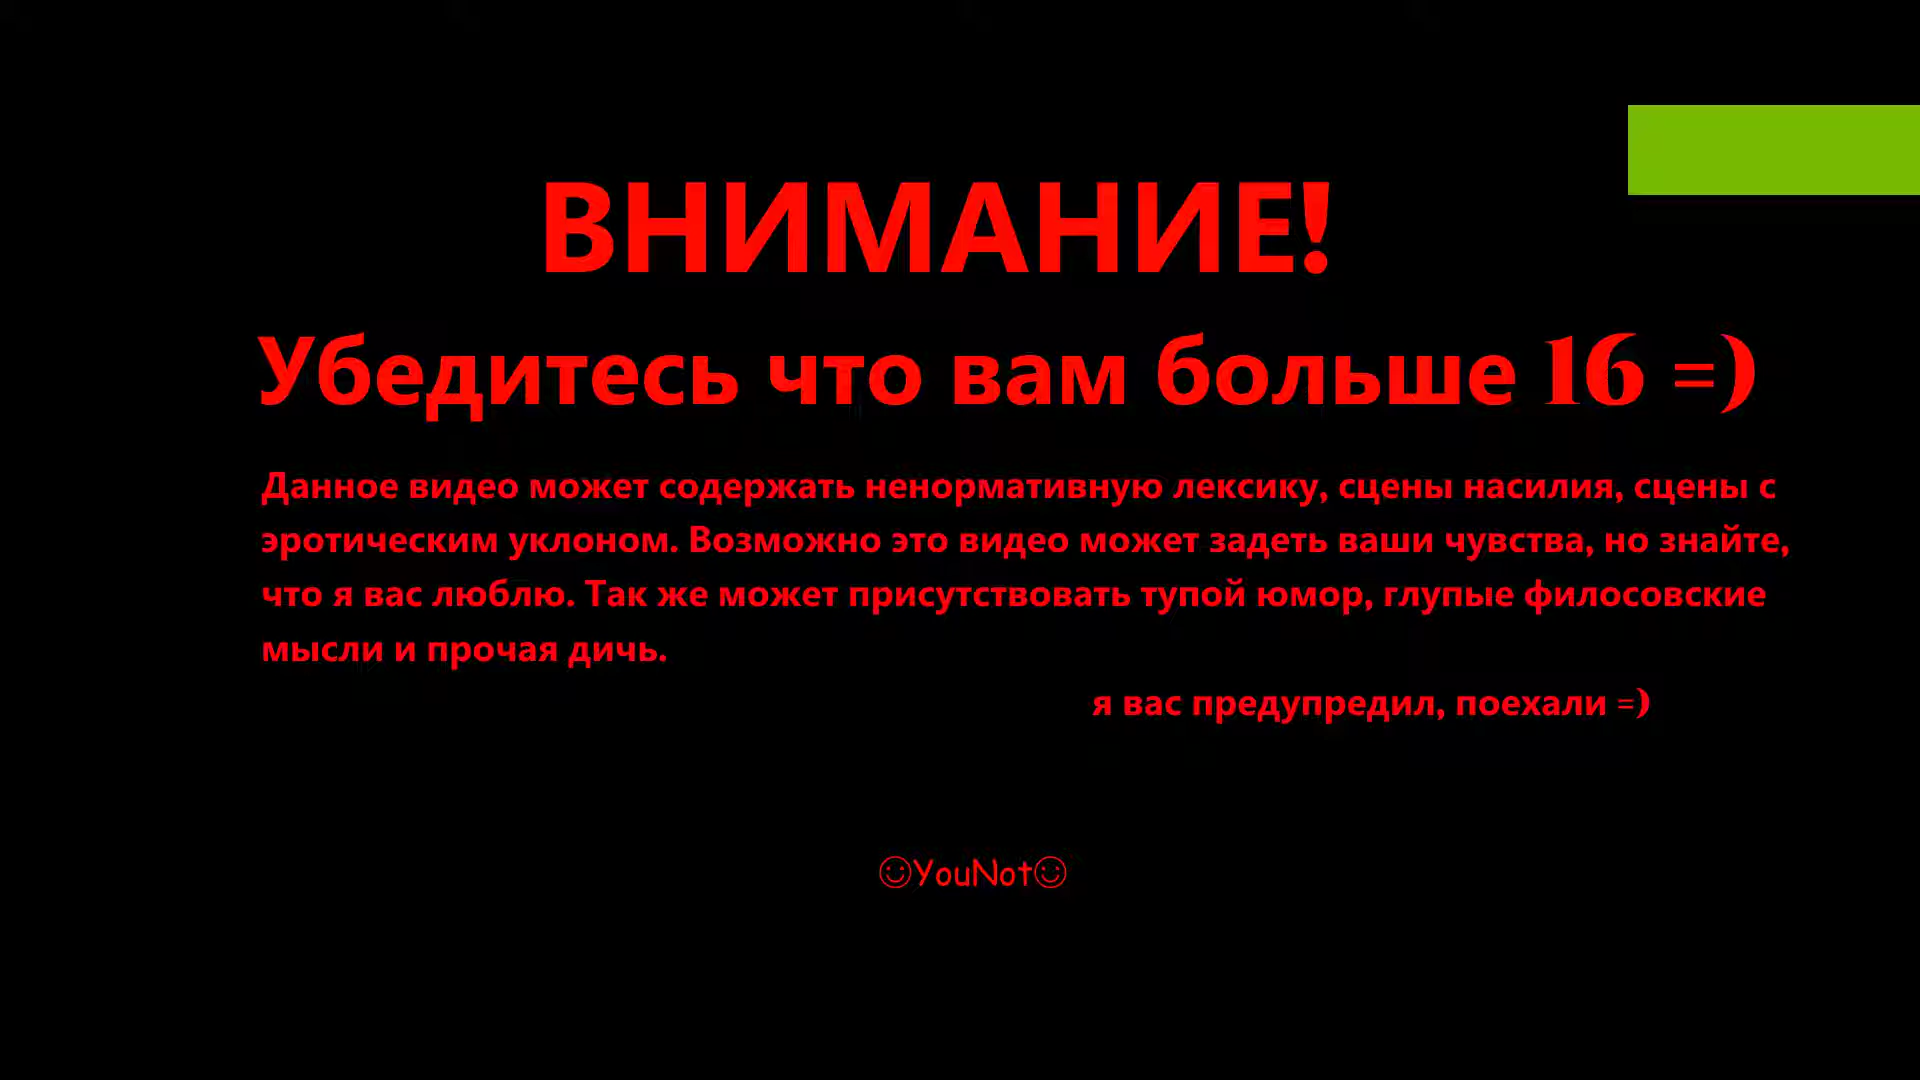 ВНИМАНИЕ!
Убедитесь что вам больше 16 =)
Данное видео может содержать ненормативную лексику, сцены насилия, сцены с
эротическим уклоном. Возможно это видео может задеть ваши чувства, но знайте,
что я вас люблю. Так же может присутствовать тупой юмор, глупые филосовские
мысли и прочая дичь.
я вас предупредил, поехали =)
☺YouNot☺